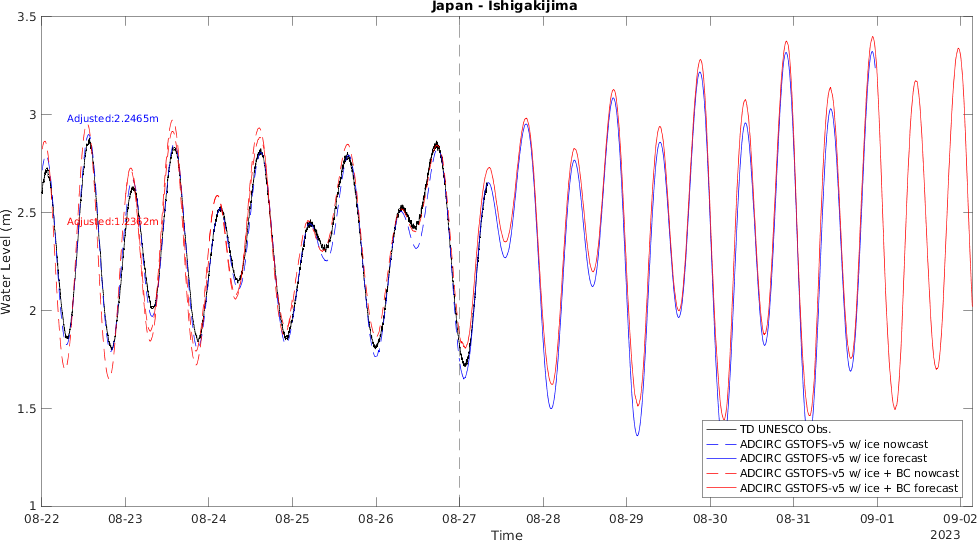 Japan - Ishigakijima
3.5
3
2.5
2
1.5
1
Water Level (m)
Adjusted:2.2465m
Adjusted:1.2362m
TD UNESCO Obs.
ADCIRC GSTOFS-v5 w/ ice nowcast
ADCIRC GSTOFS-v5 w/ ice forecast
ADCIRC GSTOFS-v5 w/ ice + BC nowcast
ADCIRC GSTOFS-v5 w/ ice + BC forecast
08-22 08-23 08-24 08-25 08-26 08-27 08-28 08-29 08-30 08-31 09-01 09-02
Time
2023